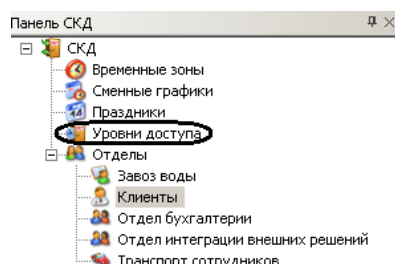 Панель СКД
СКД
Временные зоны
Сменные графики
Праздники
Уровни доступа
Отделы
Завоз воды
Клиенты
Отдел бухгалтерии
Отдел интеграции внешних решений
Транспорт сотрудников